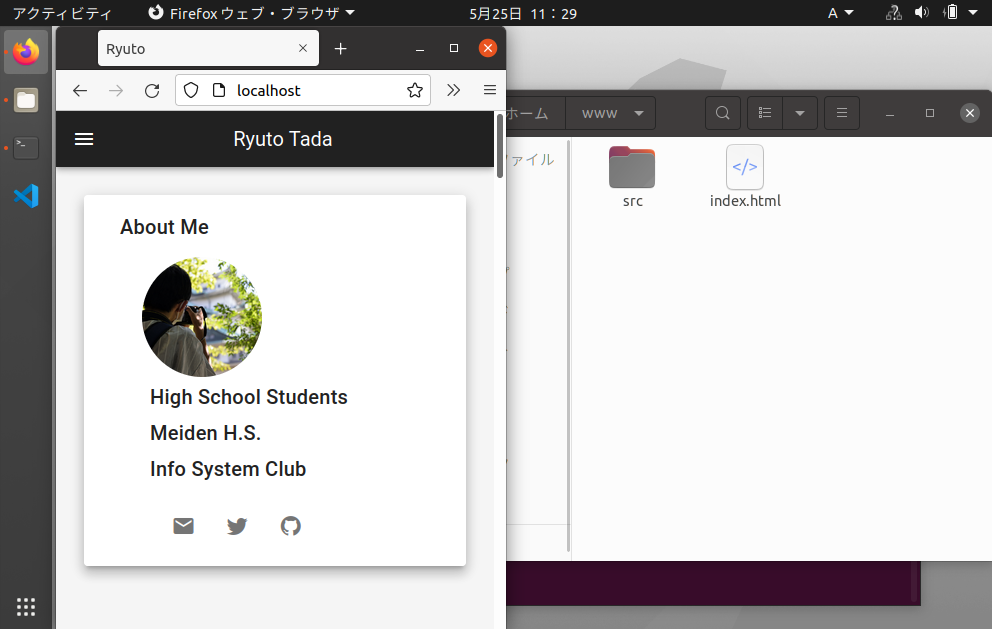 アクティビティ
Firefox ウェブ・ブラウザ
5月25日 11：29
A
Ryuto
localhost
Ryuto Tada
About Me
High School Students
Meiden H.S.
Info System Club
ホーム
www
ファイル
src
</>
index.html